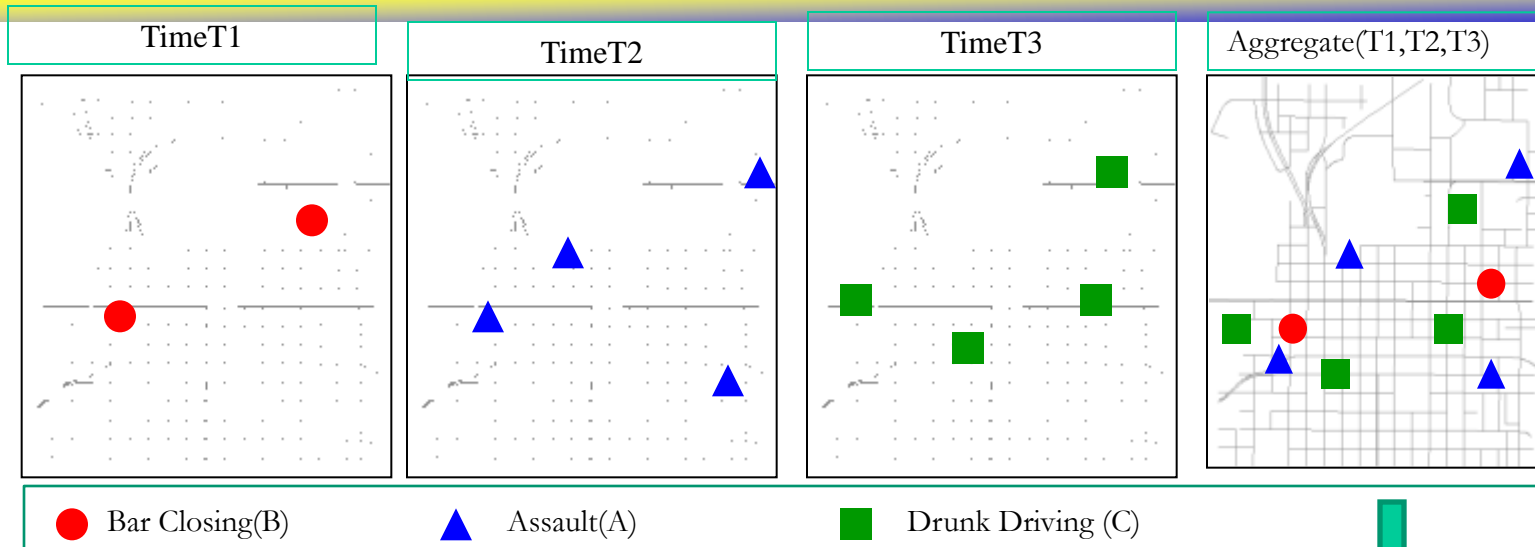 TimeT1
TimeT2
TimeT3
Aggregate(T1,T2,T3)
Bar Closing(B)
Assault(A)
Drunk Driving (C)